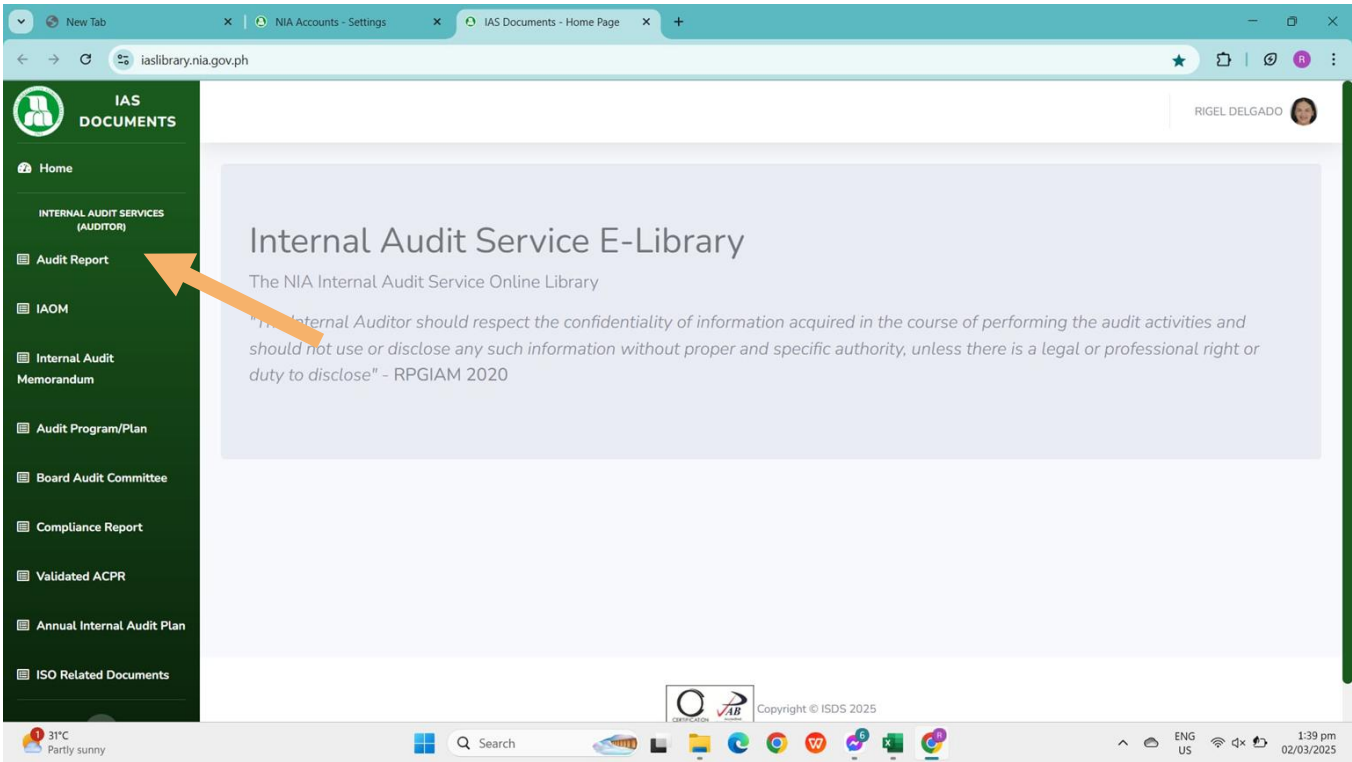 New Tab
NIA Accounts - Settings
IAS Documents - Home Page
iaslibrary.nia.gov.ph
R
IAS
DOCUMENTS
RIGEL DELGADO
Home
INTERNAL AUDIT SERVICES
(AUDITOR)
Audit Report
IAOM
Internal Audit
Memorandum
Audit Program/Plan
Board Audit Committee
Compliance Report
Validated ACPR
Annual Internal Audit Plan
ISO Related Documents
Internal Audit Service E-Library
The NIA Internal Audit Service Online Library
Internal Auditor should respect the confidentiality of information acquired in the course of performing the audit activities and
should not use or disclose any such information without proper and specific authority, unless there is a legal or professional right or
duty to disclose" - RPGIAM 2020
CERTIFICATION
JAB
Copyright © ISDS 2025
1
31°C
Partly sunny
Search
6
R
ENG
US
1:39 pm
02/03/2025